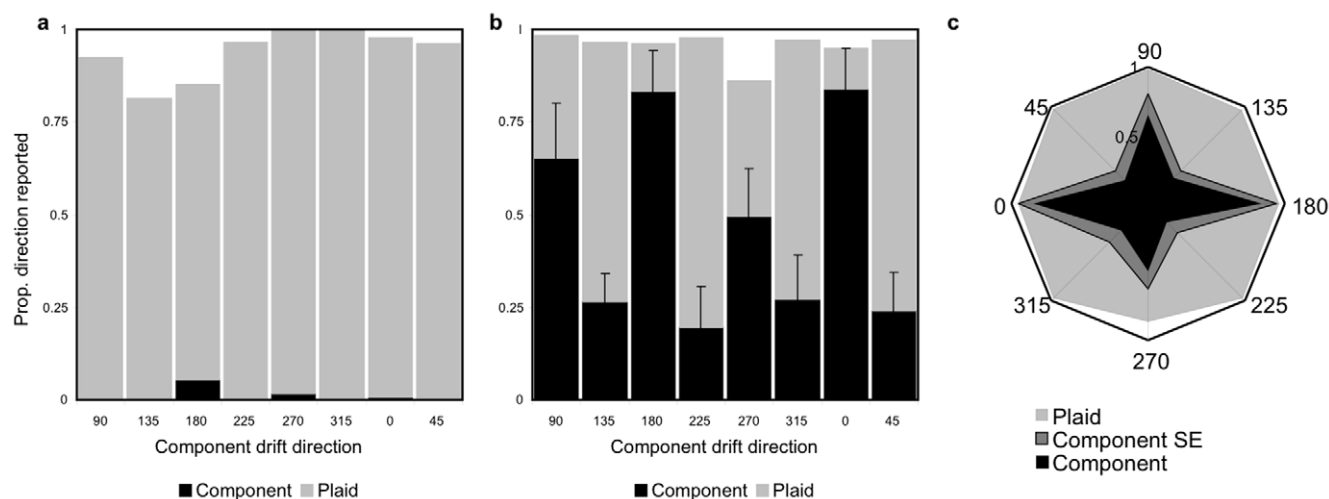 a
Prop. direction reported
1
0.75
0.5
0.25
0
90 135 180 225 270 315 0 45
Component drift direction
Component Plaid
b
1
0.75
0.5
0.25
0
90 135 180 225 270 315 0 45
Component drift direction
Component Plaid
c
90
1
45 135
0.5
0 180
315 225
270
Plaid
Component SE
Component